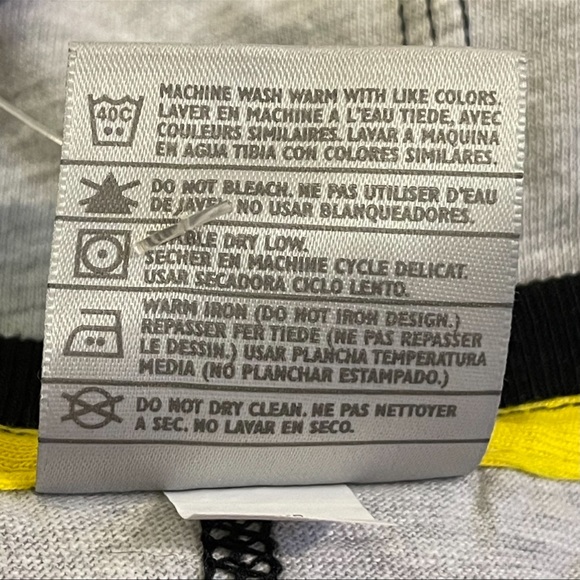 40C
MACHINE WASH WARM WITH LIKE COLORS.
LAVER EN MACHINE A L'EAU TIEDE, AVEC
COULEURS SIMILAIRES. LAVAR A MAQUINA
EN AGUA TIBIA CON COLORES SIMILARES.
DO NOT BLEACH. NE PAS UTILISER D'EAU
DE JAVEL NO USAR BLANQUEADORES.
DRY LOW.
SECHER EN MACHINE CYCLE DELICAT.
USAR SECADORA CICLO LENTO.
WARM IRON (DO NOT IRON DESIGN.)
REPASSER FER TIEDE (NE PAS REPASSER
LE DESSIN.) USAR PLANCHA TEMPERATURA
MEDIA (NO PLANCHAR ESTAMPADO.)
DO NOT DRY CLEAN. NE PAS NETTOYER
A SEC. NO LAVAR EN SECO.